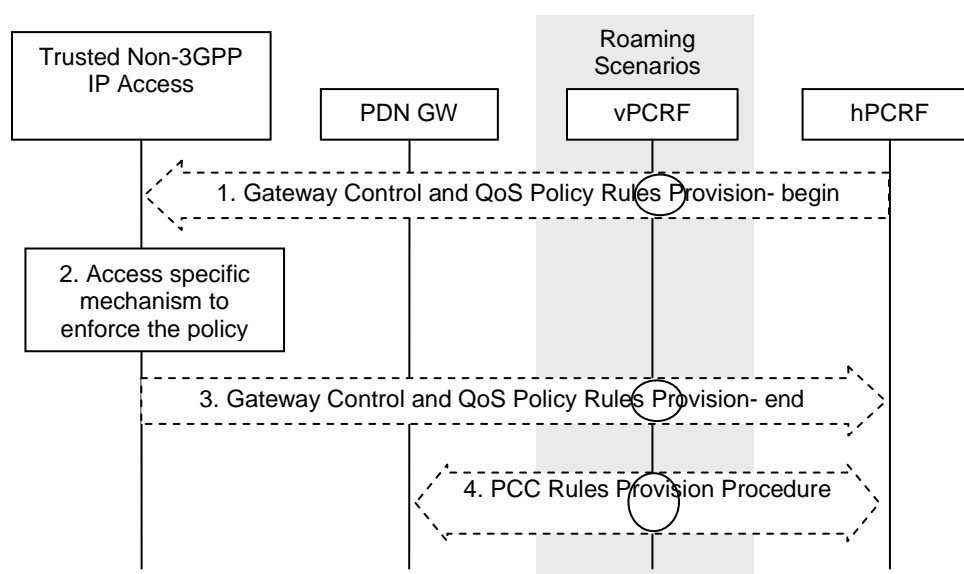 Roaming
Scenarios
Trusted Non-3GPP
IP Access
PDN GW
vPCRF
hPCRF
1. Gateway Control and QoS Policy Rules Provision- begin
2. Access specific
mechanism to
enforce the policy
3. Gateway Control and QoS Policy Rules Provision- end
4. PCC Rules Provision Procedure